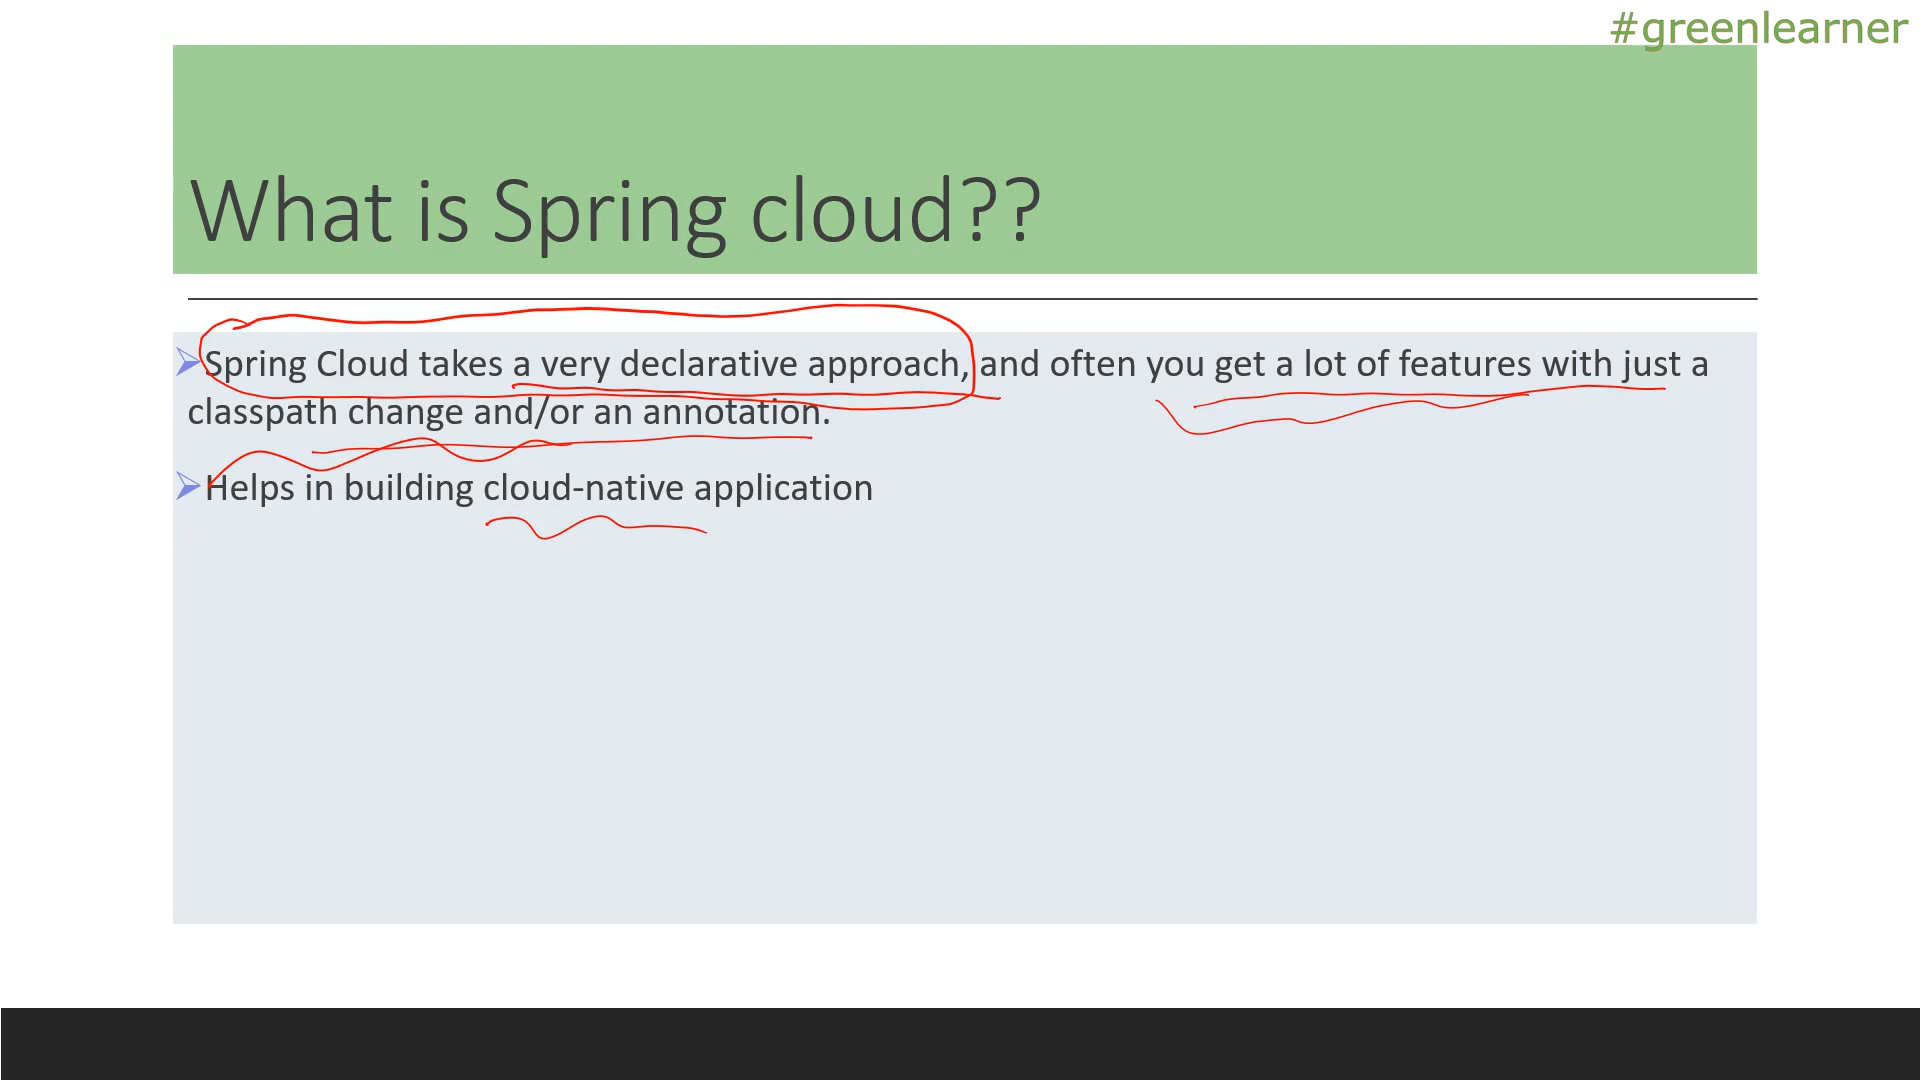 #greenlearner
What is Spring cloud??
Spring Cloud takes a very declarative approach, and often you get a lot of features with just a
classpath change and/or an annotation.
Helps in building cloud-native application